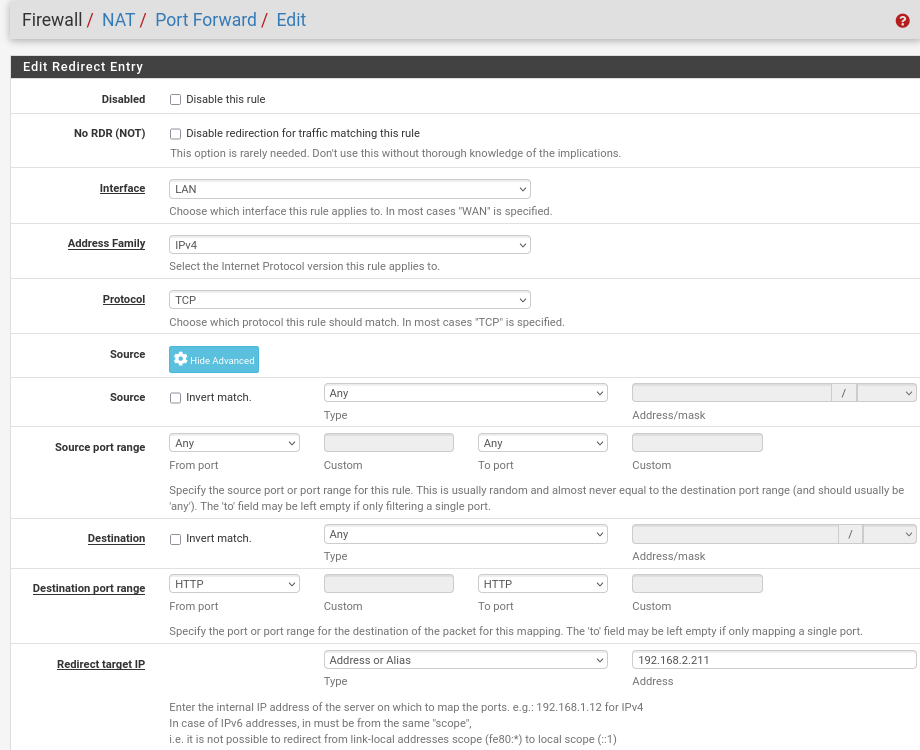 Firewall / NAT / Port Forward / Edit
?
Edit Redirect Entry
Disabled Disable this rule
No RDR (NOT) Disable redirection for traffic matching this rule
This option is rarely needed. Don't use this without thorough knowledge of the implications.
Interface LAN
Choose which interface this rule applies to. In most cases "WAN" is specified.
Address Family IPv4
Select the Internet Protocol version this rule applies to.
Protocol TCP
Choose which protocol this rule should match. In most cases "TCP" is specified.
Source Hide Advanced
Source Invert match. Any /
Type Address/mask
Source port range Any Any
From port Custom To port Custom
Specify the source port or port range for this rule. This is usually random and almost never equal to the destination port range (and should usually be
'any'). The 'to' field may be left empty if only filtering a single port.
Destination Invert match. Any /
Type Address/mask
Destination port range HTTP HTTP
From port Custom To port Custom
Specify the port or port range for the destination of the packet for this mapping. The 'to' field may be left empty if only mapping a single port.
Redirect target IP Address or Alias 192.168.2.211
Type Address
Enter the internal IP address of the server on which to map the ports. e.g.: 192.168.1.12 for IPv4
In case of IPv6 addresses, in must be from the same "scope",
i.e. it is not possible to redirect from link-local addresses scope (fe80:*) to local scope (::1)